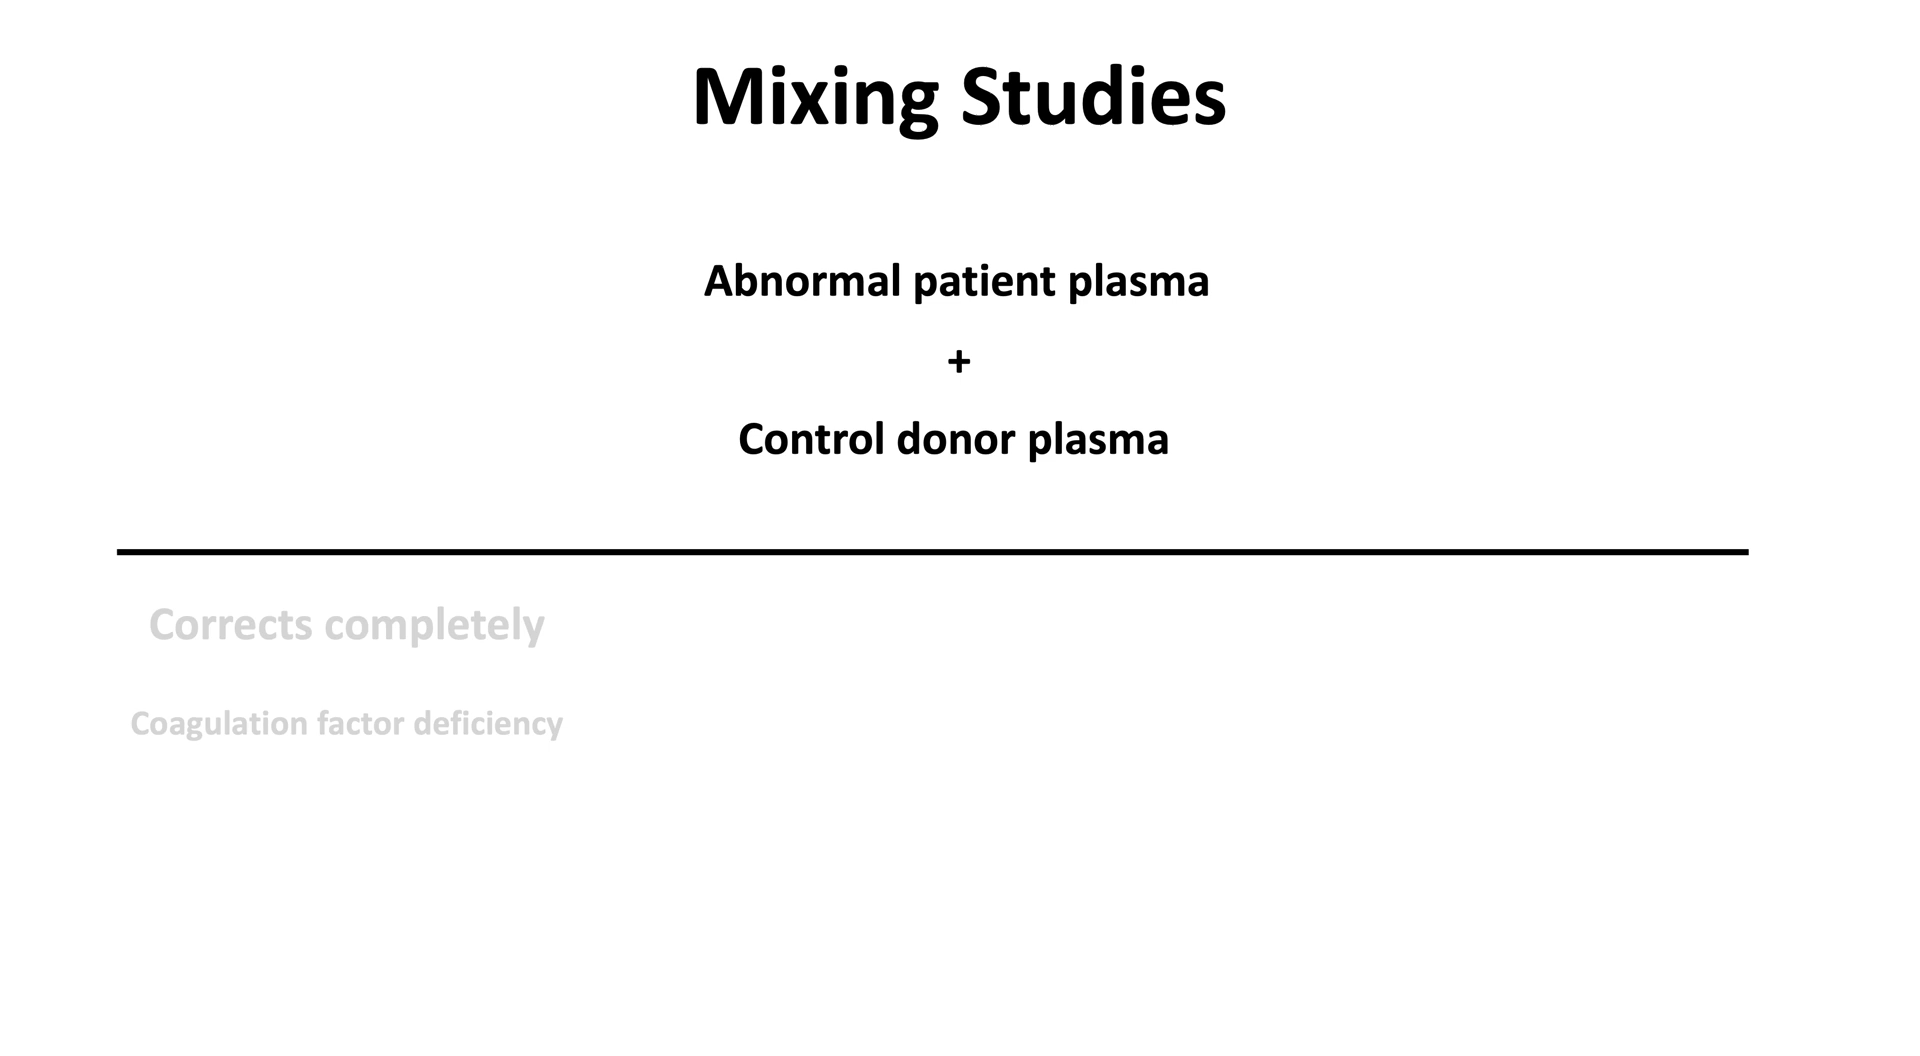 Mixing Studies
Abnormal patient plasma
+
Control donor plasma
Corrects completely
Coagulation factor deficiency